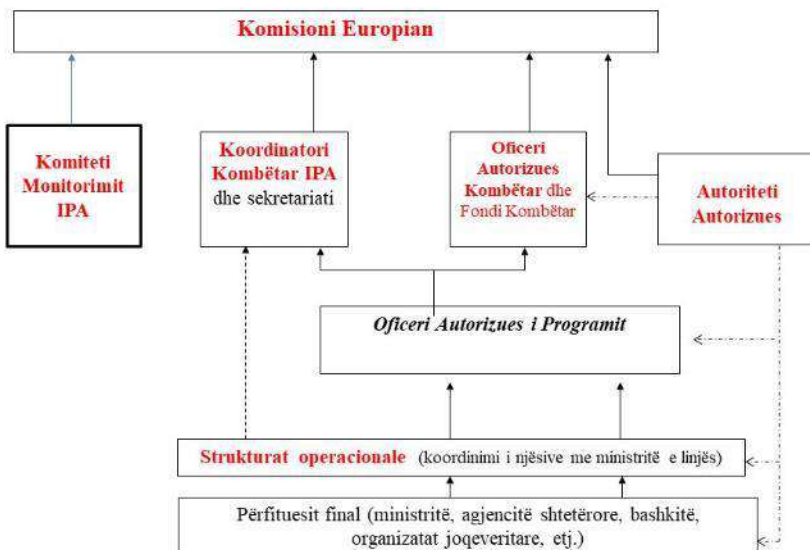 Komisioni Europian
Komiteti
Monitorimit
IPA
Koordinatori
Kombëtar IPA
dhe sekretariati
Oficeri
Autorizues
Kombëtar dhe
Fondi Kombëtar
Autoriteti
Autorizues
Oficeri Autorizues i Programit
Strukturat operacionale (koordinimi i njësive me ministritë e linjës)
Përfituesit final (ministritë, agjencitë shtetërore, bashkitë,
organizatat joqeveritare, etj.)